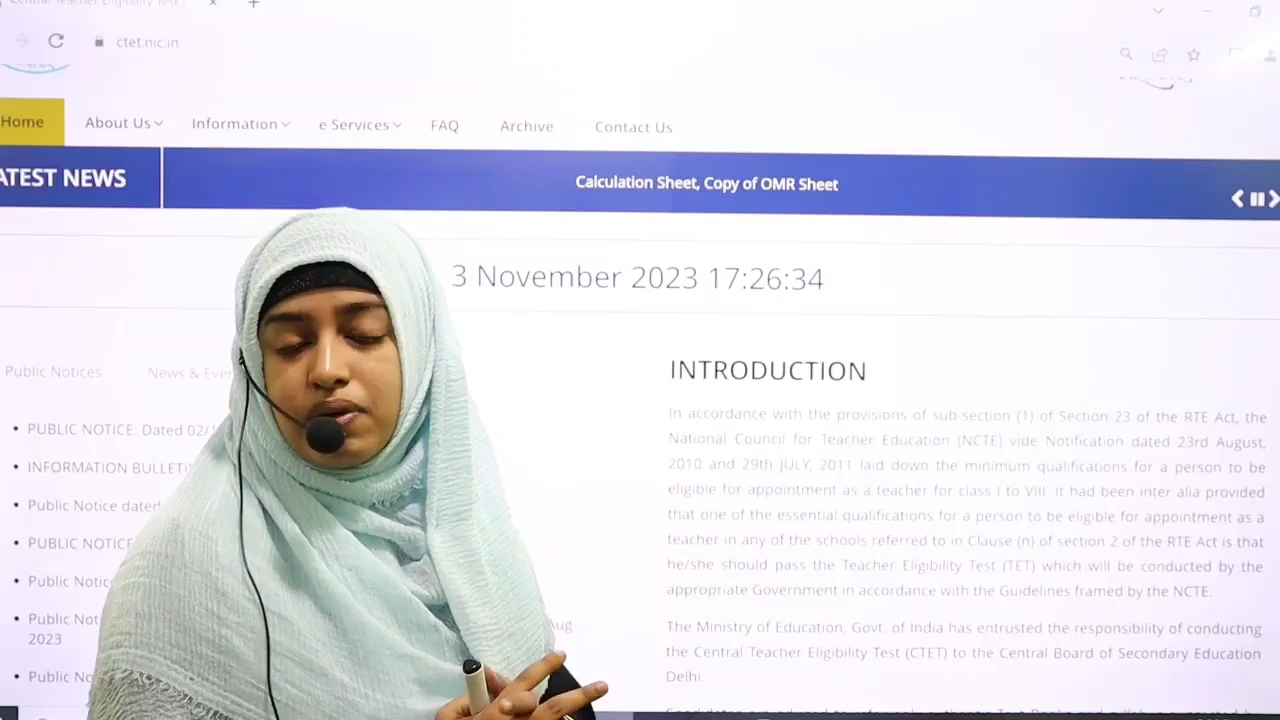 Central Teacher Eligibility Test
ctet.nic.in
Home
About Us
Information
e Services
FAQ
Archive
Contact Us
ATEST NEWS
Calculation Sheet, Copy of OMR Sheet
3 November 2023 17:26:34
Public Notices
News & Eve
PUBLIC NOTICE: Dated 02/1
INFORMATION BULLETI
Public Notice dated
PUBLIC NOTICE
Public Notic
Public Not
2023
Public No
Aug
INTRODUCTION
In accordance with the provisions of sub-section (1) of Section 23 of the RTE Act, the
National Council for Teacher Education (NCTE) vide Notification dated 23rd August,
2010 and 29th JULY, 2011 laid down the minimum qualifications for a person to be
eligible for appointment as a teacher for class I to VIII. It had been inter alia provided
that one of the essential qualifications for a person to be eligible for appointment as a
teacher in any of the schools referred to in Clause (n) of section 2 of the RTE Act is that
he/she should pass the Teacher Eligibility Test (TET) which will be conducted by the
appropriate Government in accordance with the Guidelines framed by the NCTE.
The Ministry of Education, Govt. of India has entrusted the responsibility of conducting
the Central Teacher Eligibility Test (CTET) to the Central Board of Secondary Education
Delhi.